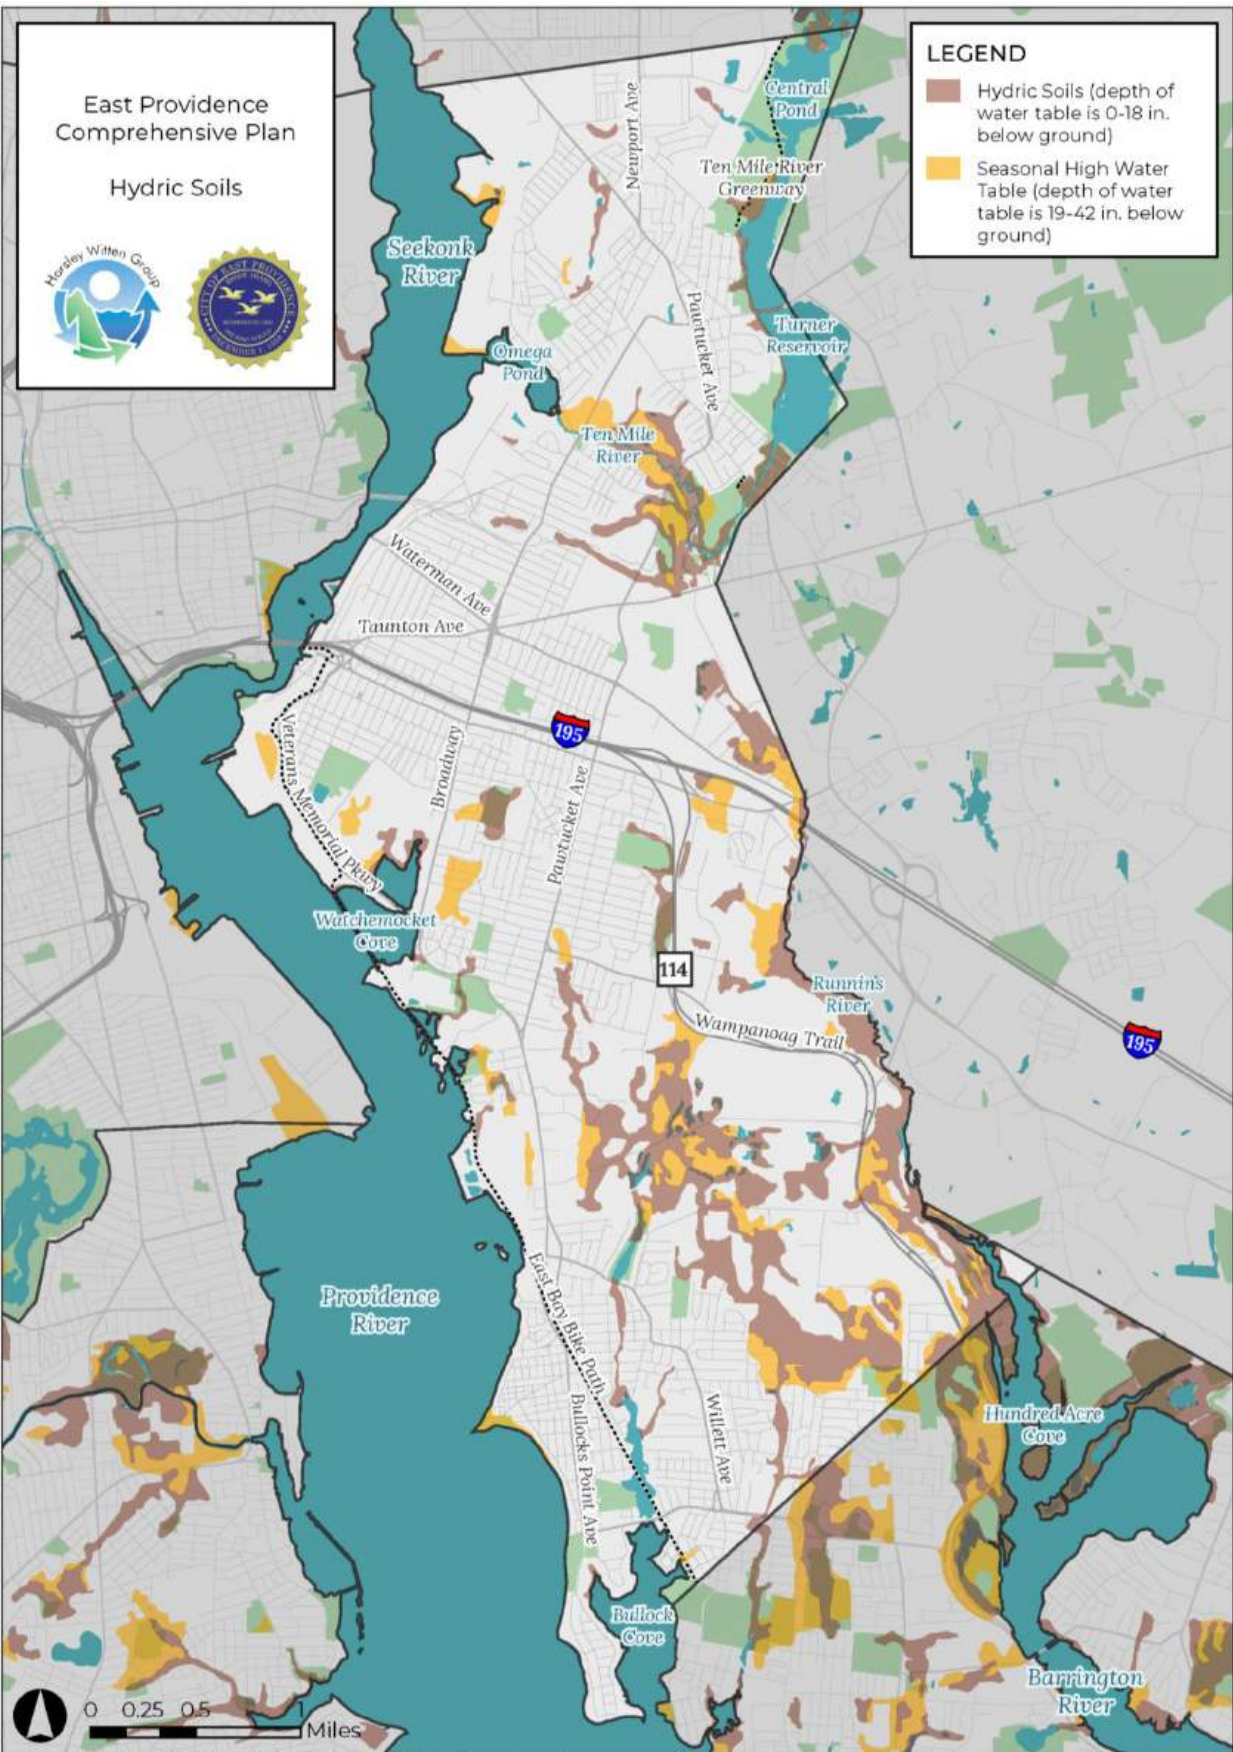 East Providence
Comprehensive Plan
Hydric Soils
Horsley Witten Group
CITY OF EAST PROVIDENCE
LEGEND
Hydric Soils (depth of
water table is 0-18 in.
below ground)
Seasonal High Water
Table (depth of water
table is 19-42 in. below
ground)
Central
Pond
Newport Ave
Ten Mile River
Greenway
Seekonk
River
Pawtucket Ave
Turner
Reservoir
Omega
Pond
Ten Mile
River
Waterman Ave
Taunton Ave
195
Veterans Memorial Pkwy
Broadway
Pawtucket Ave
Watchemocket
Cove
114
Runnin's
River
Wampanoag Trail
195
Providence
River
East Bay Bike Path
Bullocks Point Ave
Willett Ave
Hundred Acre
Cove
Bullock
Cove
Barrington
River
0 0.25 0.5 1
Miles